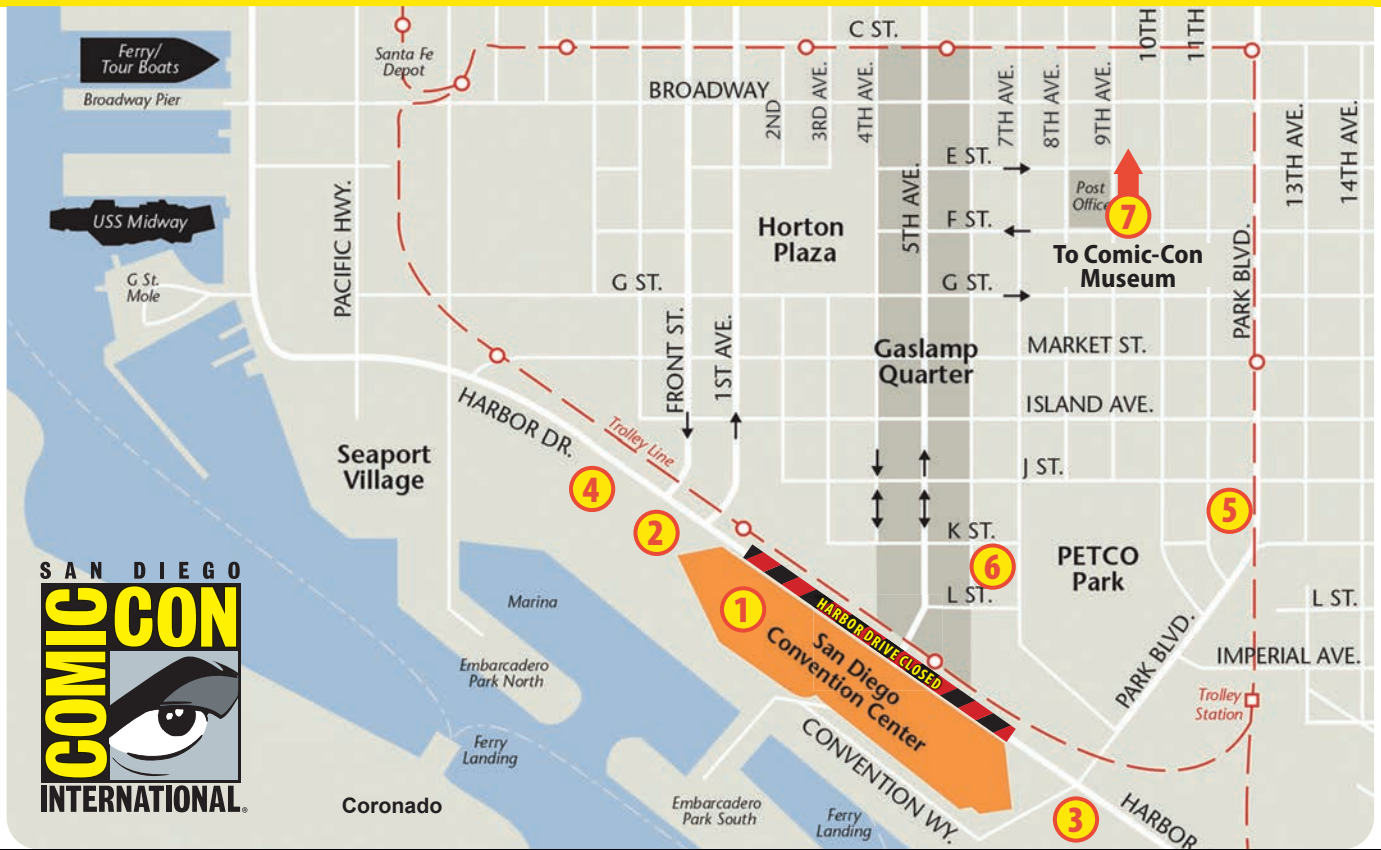 C ST.
10TH
11TH
Ferry/
Tour Boats
Santa Fe
Depot
Broadway Pier
BROADWAY
2ND
3RD AVE.
4TH AVE.
7TH AVE.
8TH AVE.
9TH AVE.
13TH AVE.
14TH AVE.
E ST.
Post
Office
USS Midway
PACIFIC HWY.
5TH AVE.
F ST.
7
Horton
Plaza
To Comic-Con
Museum
PARK BLVD.
G St.
Mole
G ST.
G ST.
FRONT ST.
1ST AVE.
MARKET ST.
Gaslamp
Quarter
ISLAND AVE.
HARBOR DR.
Trolley Line
Seaport
Village
J ST.
4
5
2
K ST.
6
PETCO
Park
SAN DIEGO
COMIC
CON
INTERNATIONAL®
Marina
1
HARBOR DRIVE CLOSED
San Diego
Convention Center
L ST.
L ST.
PARK BLVD.
IMPERIAL AVE.
Embarcadero
Park North
Trolley
Station
Ferry
Landing
CONVENTION WY.
Coronado
Embarcadero
Park South
Ferry
Landing
3
HARBOR